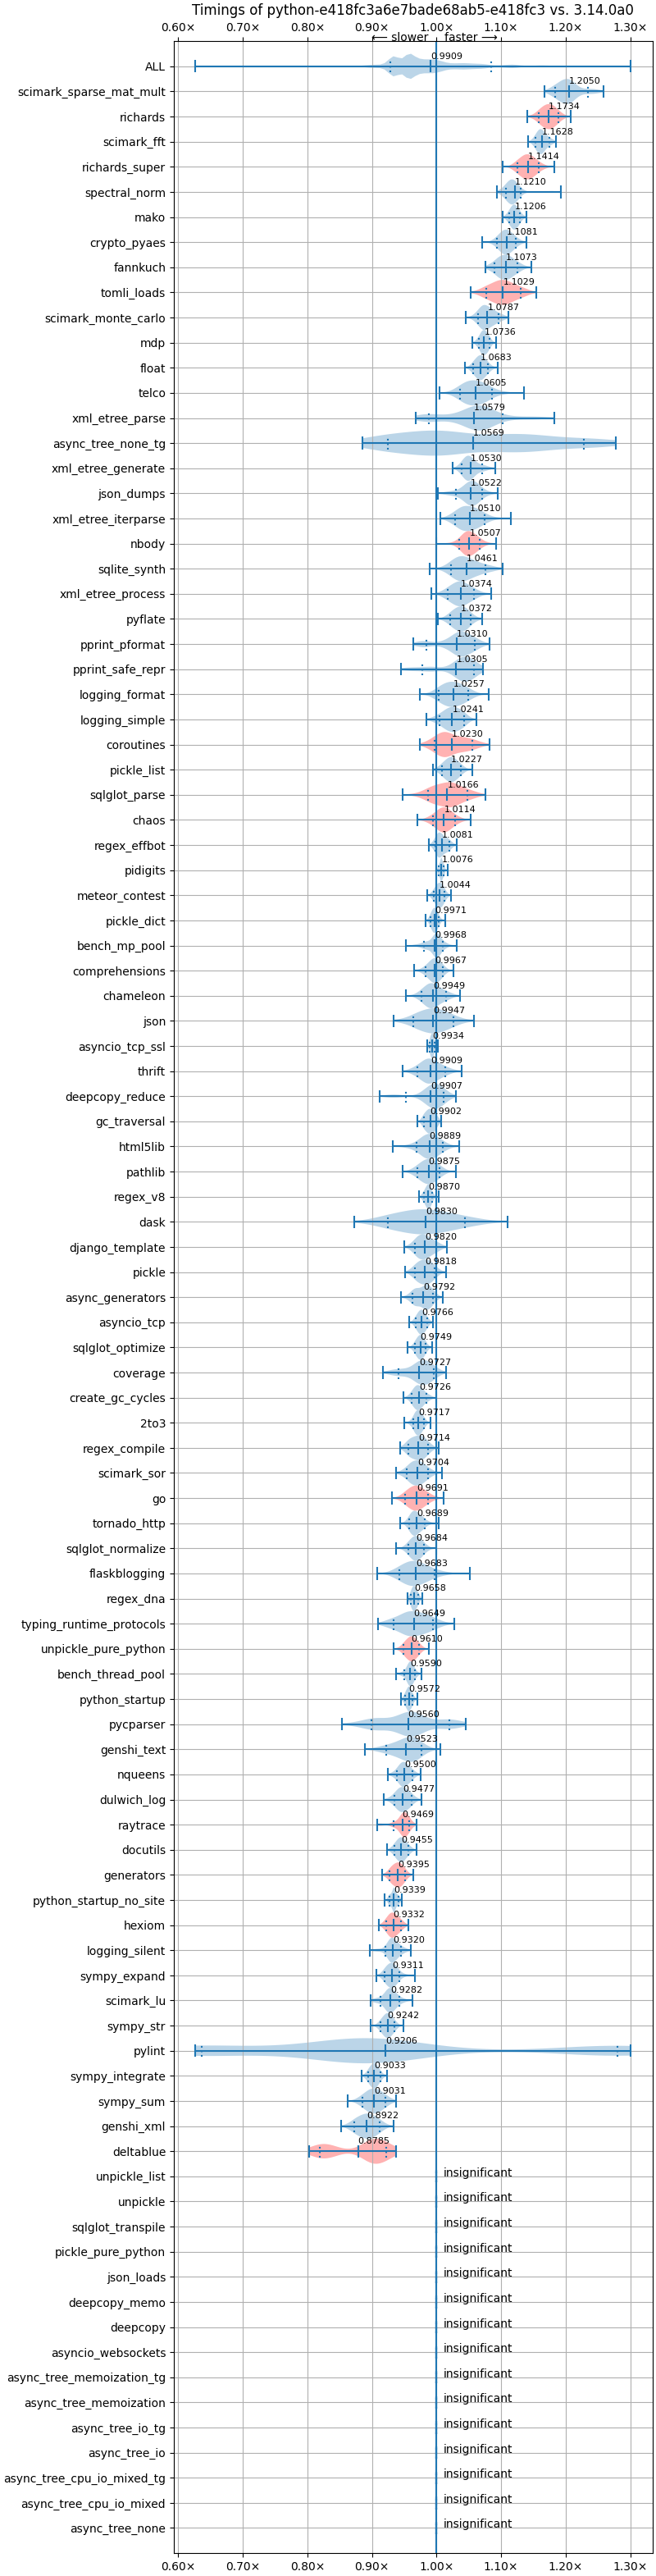 Timings of python-e418fc3a6e7bade68ab5-e418fc3 vs. 3.14.0a0
0.60× 0.70× 0.80× 0.90× 1.00× 1.10× 1.20× 1.30×
⟵ slower faster ⟶
ALL 0.9909
scimark_sparse_mat_mult 1.2050
richards 1.1734
scimark_fft 1.1628
richards_super 1.1414
spectral_norm 1.1210
mako 1.1206
crypto_pyaes 1.1081
fannkuch 1.1073
tomli_loads 1.1029
scimark_monte_carlo 1.0787
mdp 1.0736
float 1.0683
telco 1.0605
xml_etree_parse 1.0579
async_tree_none_tg 1.0569
xml_etree_generate 1.0530
json_dumps 1.0522
xml_etree_iterparse 1.0510
nbody 1.0507
sqlite_synth 1.0461
xml_etree_process 1.0374
pyflate 1.0372
pprint_pformat 1.0310
pprint_safe_repr 1.0305
logging_format 1.0257
logging_simple 1.0241
coroutines 1.0230
pickle_list 1.0227
sqlglot_parse 1.0166
chaos 1.0114
regex_effbot 1.0081
pidigits 1.0076
meteor_contest 1.0044
pickle_dict 0.9971
bench_mp_pool 0.9968
comprehensions 0.9967
chameleon 0.9949
json 0.9947
asyncio_tcp_ssl 0.9934
thrift 0.9909
deepcopy_reduce 0.9907
gc_traversal 0.9902
html5lib 0.9889
pathlib 0.9875
regex_v8 0.9870
dask 0.9830
django_template 0.9820
pickle 0.9818
async_generators 0.9792
asyncio_tcp 0.9766
sqlglot_optimize 0.9749
coverage 0.9727
create_gc_cycles 0.9726
2to3 0.9717
regex_compile 0.9714
scimark_sor 0.9704
go 0.9691
tornado_http 0.9689
sqlglot_normalize 0.9684
flaskblogging 0.9683
regex_dna 0.9658
typing_runtime_protocols 0.9649
unpickle_pure_python 0.9610
bench_thread_pool 0.9590
python_startup 0.9572
pycparser 0.9560
genshi_text 0.9523
nqueens 0.9500
dulwich_log 0.9477
raytrace 0.9469
docutils 0.9455
generators 0.9395
python_startup_no_site 0.9339
hexiom 0.9332
logging_silent 0.9320
sympy_expand 0.9311
scimark_lu 0.9282
sympy_str 0.9242
pylint 0.9206
sympy_integrate 0.9033
sympy_sum 0.9031
genshi_xml 0.8922
deltablue 0.8785
unpickle_list insignificant
unpickle insignificant
sqlglot_transpile insignificant
pickle_pure_python insignificant
json_loads insignificant
deepcopy_memo insignificant
deepcopy insignificant
asyncio_websockets insignificant
async_tree_memoization_tg insignificant
async_tree_memoization insignificant
async_tree_io_tg insignificant
async_tree_io insignificant
async_tree_cpu_io_mixed_tg insignificant
async_tree_cpu_io_mixed insignificant
async_tree_none insignificant
0.60× 0.70× 0.80× 0.90× 1.00× 1.10× 1.20× 1.30×